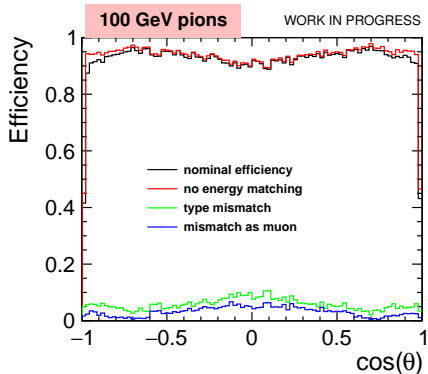 100 GeV pions
WORK IN PROGRESS
Efficiency
1
0.8
0.6
0.4
0.2
0
nominal efficiency
no energy matching
type mismatch
mismatch as muon
−1 −0.5 0 0.5 1
cos(θ)